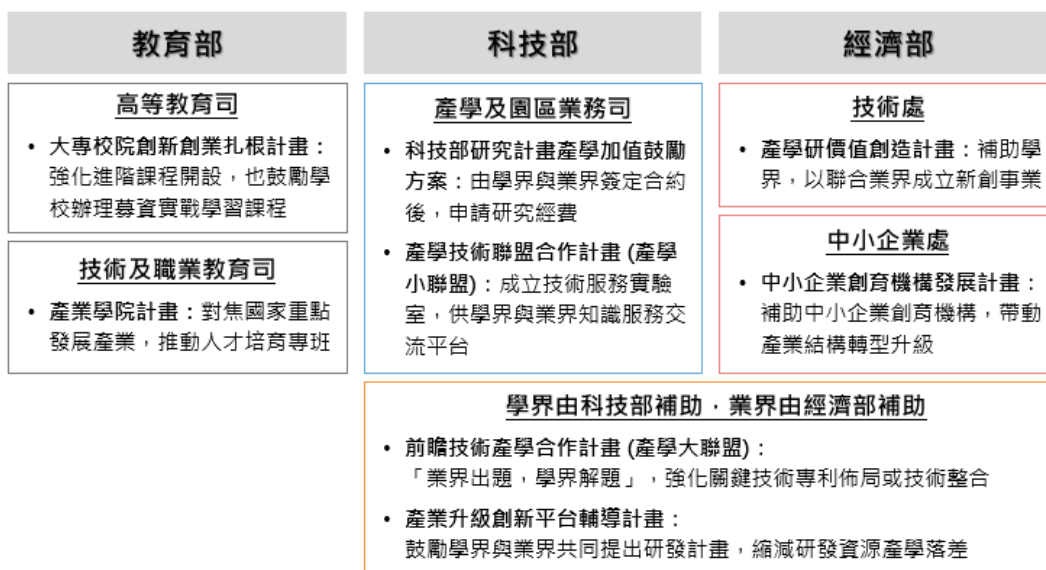 教育部
高等教育司
• 大專校院創新創業扎根計畫：
強化進階課程開設，也鼓勵學
校辦理募資實戰學習課程
技術及職業教育司
• 產業學院計畫：對焦國家重點
發展產業，推動人才培育專班
科技部
產學及園區業務司
• 科技部研究計畫產學加值鼓勵
方案：由學界與業界簽定合約
後，申請研究經費
• 產學技術聯盟合作計畫 (產學
小聯盟)：成立技術服務實驗
室，供學界與業界知識服務交
流平台
經濟部
技術處
• 產學研價值創造計畫：補助學
界，以聯合業界成立新創事業
中小企業處
• 中小企業創育機構發展計畫：
補助中小企業創育機構，帶動
產業結構轉型升級
學界由科技部補助，業界由經濟部補助
• 前瞻技術產學合作計畫 (產學大聯盟)：
「業界出題，學界解題」，強化關鍵技術專利佈局或技術整合
• 產業升級創新平台輔導計畫：
鼓勵學界與業界共同提出研發計畫，縮減研發資源產學落差